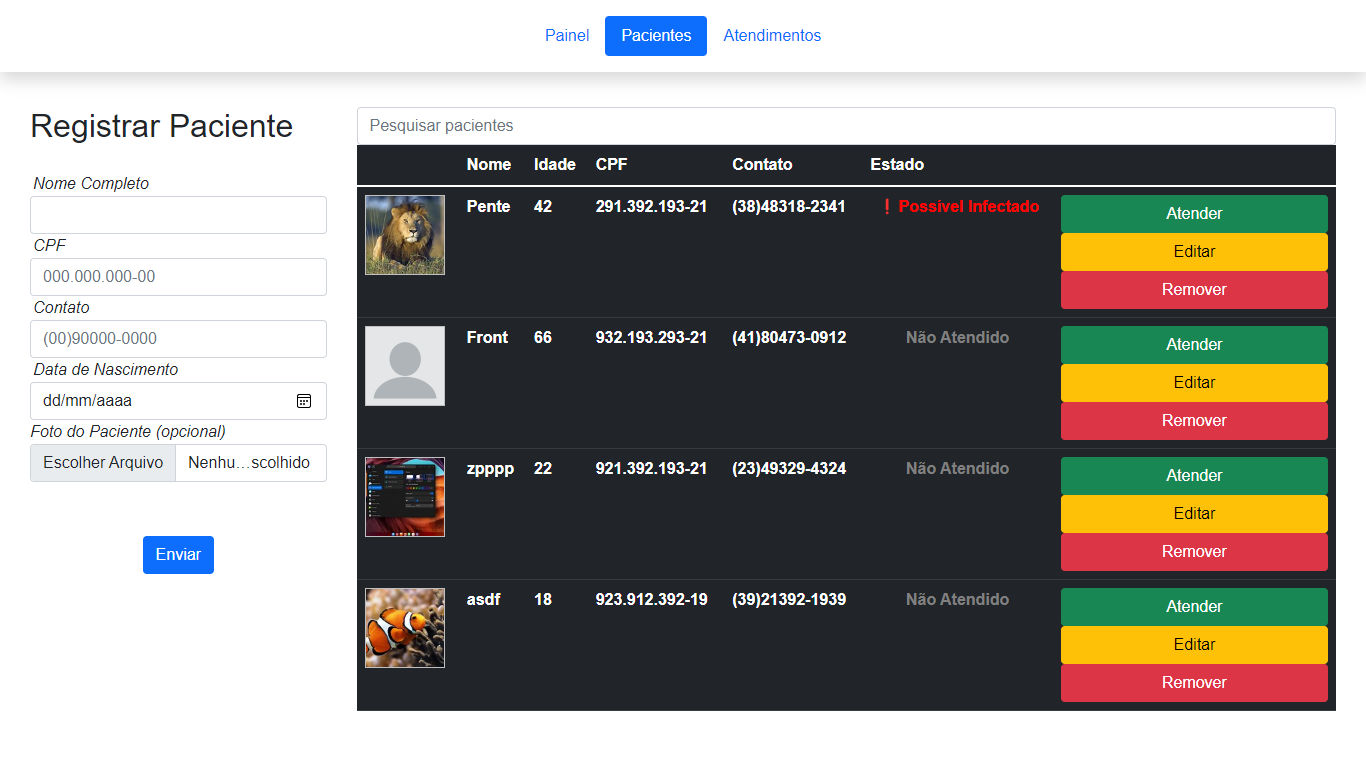 Painel Pacientes Atendimentos
Registrar Paciente
Nome Completo
CPF
000.000.000-00
Contato
(00)90000-0000
Data de Nascimento
dd/mm/aaaa
Foto do Paciente (opcional)
Escolher Arquivo Nenhu…scolhido
Enviar
Pesquisar pacientes
Nome Idade CPF Contato Estado
Pente 42 291.392.193-21 (38)48318-2341 ❗ Possivel Infectado
Atender
Editar
Remover
Front 66 932.193.293-21 (41)80473-0912 Não Atendido
Atender
Editar
Remover
zpppp 22 921.392.193-21 (23)49329-4324 Não Atendido
Atender
Editar
Remover
asdf 18 923.912.392-19 (39)21392-1939 Não Atendido
Atender
Editar
Remover